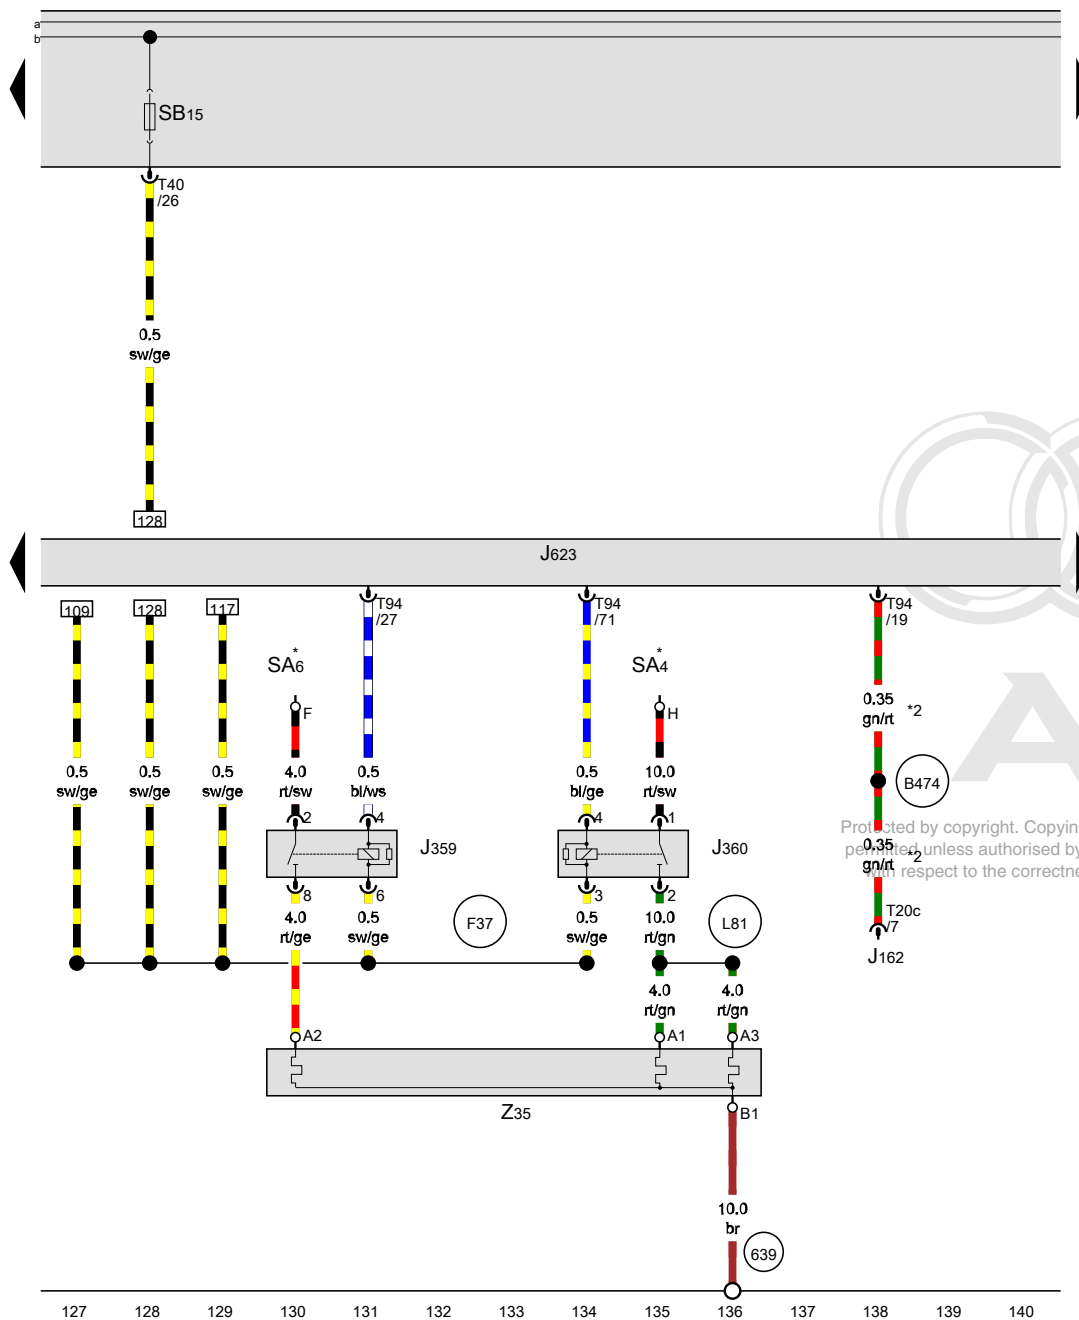 a
b
SB15
T40
/26
0.5
sw/ge
128
J623
109
128
117
T94
/27
T94
/71
T94
/19
SA6*
SA4*
F
H
0.35
gn/rt *2
0.5
sw/ge
0.5
sw/ge
0.5
sw/ge
4.0
rt/sw
0.5
bl/ws
0.5
bl/ge
10.0
rt/sw
B474
2
4
4
1
J359
J360
Protected by copyright. Copyin
permitted unless authorised by
with respect to the correctne
0.35
gn/rt *2
8
6
3
2
4.0
rt/ge
0.5
sw/ge
F37
0.5
sw/ge
10.0
rt/gn
L81
T20c
/7
J162
4.0
rt/gn
4.0
rt/gn
A2
A1
A3
Z35
B1
10.0
br
639
127 128 129 130 131 132 133 134 135 136 137 138 139 140